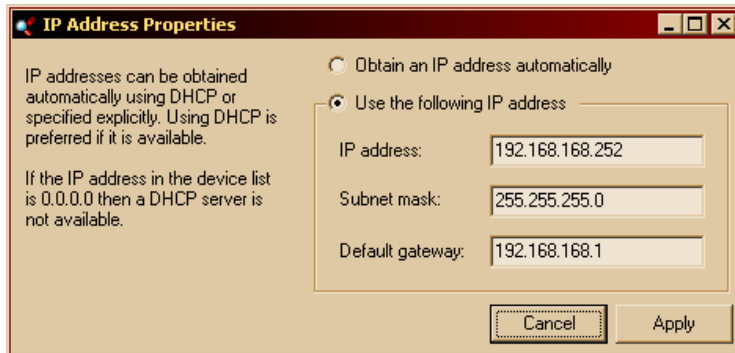 IP Address Properties
IP addresses can be obtained
automatically using DHCP or
specified explicitly. Using DHCP is
preferred if it is available.
If the IP address in the device list
is 0.0.0.0 then a DHCP server is
not available.
Obtain an IP address automatically
Use the following IP address
IP address: 192.168.168.252
Subnet mask: 255.255.255.0
Default gateway: 192.168.168.1
Cancel Apply